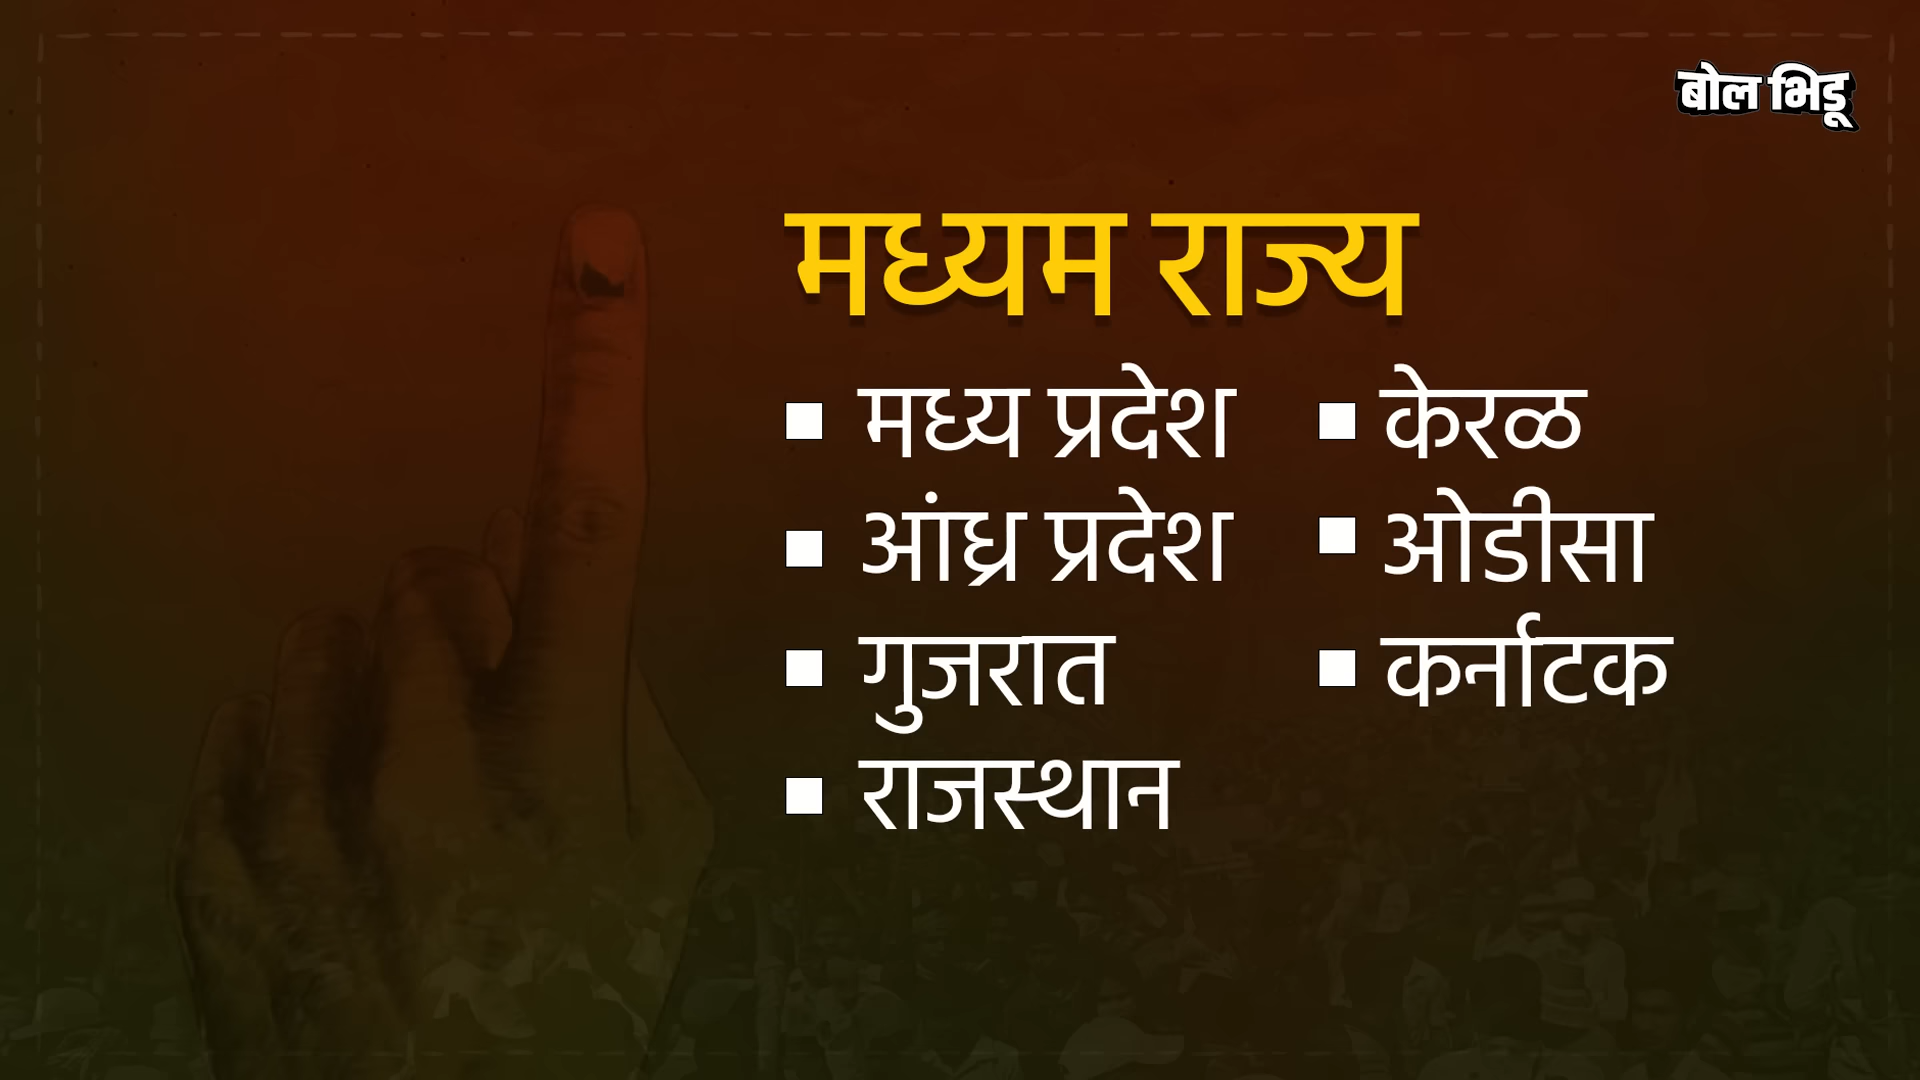 बोल भिडू
मध्यम राज्य
मध्य प्रदेश
आंध्र प्रदेश
गुजरात
राजस्थान
केरळ
ओडीसा
कर्नाटक